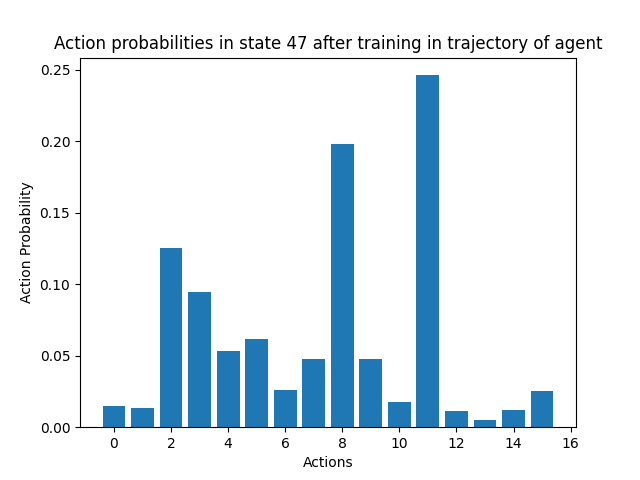 Action probabilities in state 47 after training in trajectory of agent
0.25
0.20
0.15
0.10
0.05
0.00
Action Probability
0 2 4 6 8 10 12 14 16
Actions